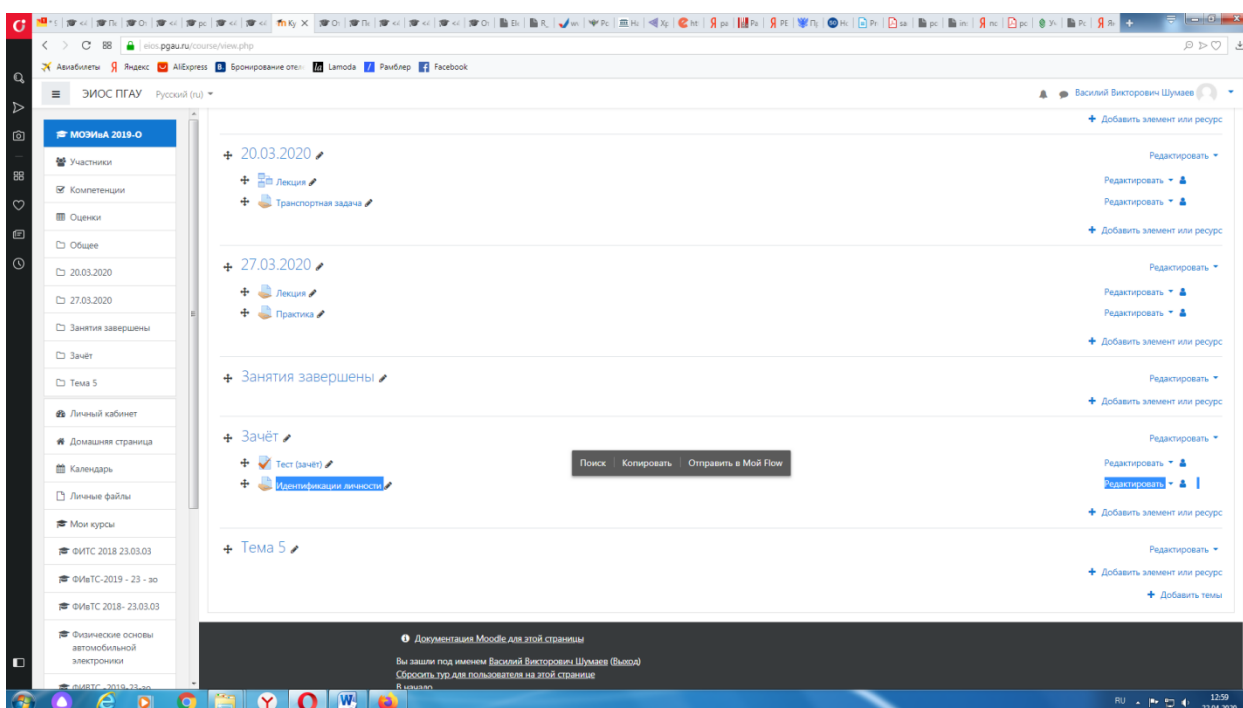 eios.pgau.ru/course/view.php
Авиабилеты Яндекс AliExpress Бронирование отел Lamoda Рамблер Facebook
ЭИОС ПГАУ Русский (ru) Василий Викторович Шумаев
Добавить элемент или ресурс
МОЭИвА 2019-О
Участники
Компетенции
Оценки
Общее
20.03.2020
27.03.2020
Занятия завершены
Зачёт
Тема 5
Личный кабинет
Домашняя страница
Календарь
Личные файлы
Мои курсы
ФИТС 2018 23.03.03
ФИвТС-2019 - 23 - зо
ФИвТС 2018- 23.03.03
Физические основы
автомобильной
электроники
20.03.2020 Редактировать
Лекция Редактировать
Транспортная задача Редактировать
Добавить элемент или ресурс
27.03.2020 Редактировать
Лекция Редактировать
Практика Редактировать
Добавить элемент или ресурс
Занятия завершены Редактировать
Добавить элемент или ресурс
Зачёт Редактировать
Тест (зачёт) Редактировать
Поиск Копировать Отправить в Мой Flow
Идентификации личности Редактировать
Добавить элемент или ресурс
Тема 5 Редактировать
Добавить элемент или ресурс
Добавить темы
Документация Moodle для этой страницы
Вы зашли под именем Василий Викторович Шумаев (Выход)
Сбросить тур для пользователя на этой странице
В начало
RU 12:59